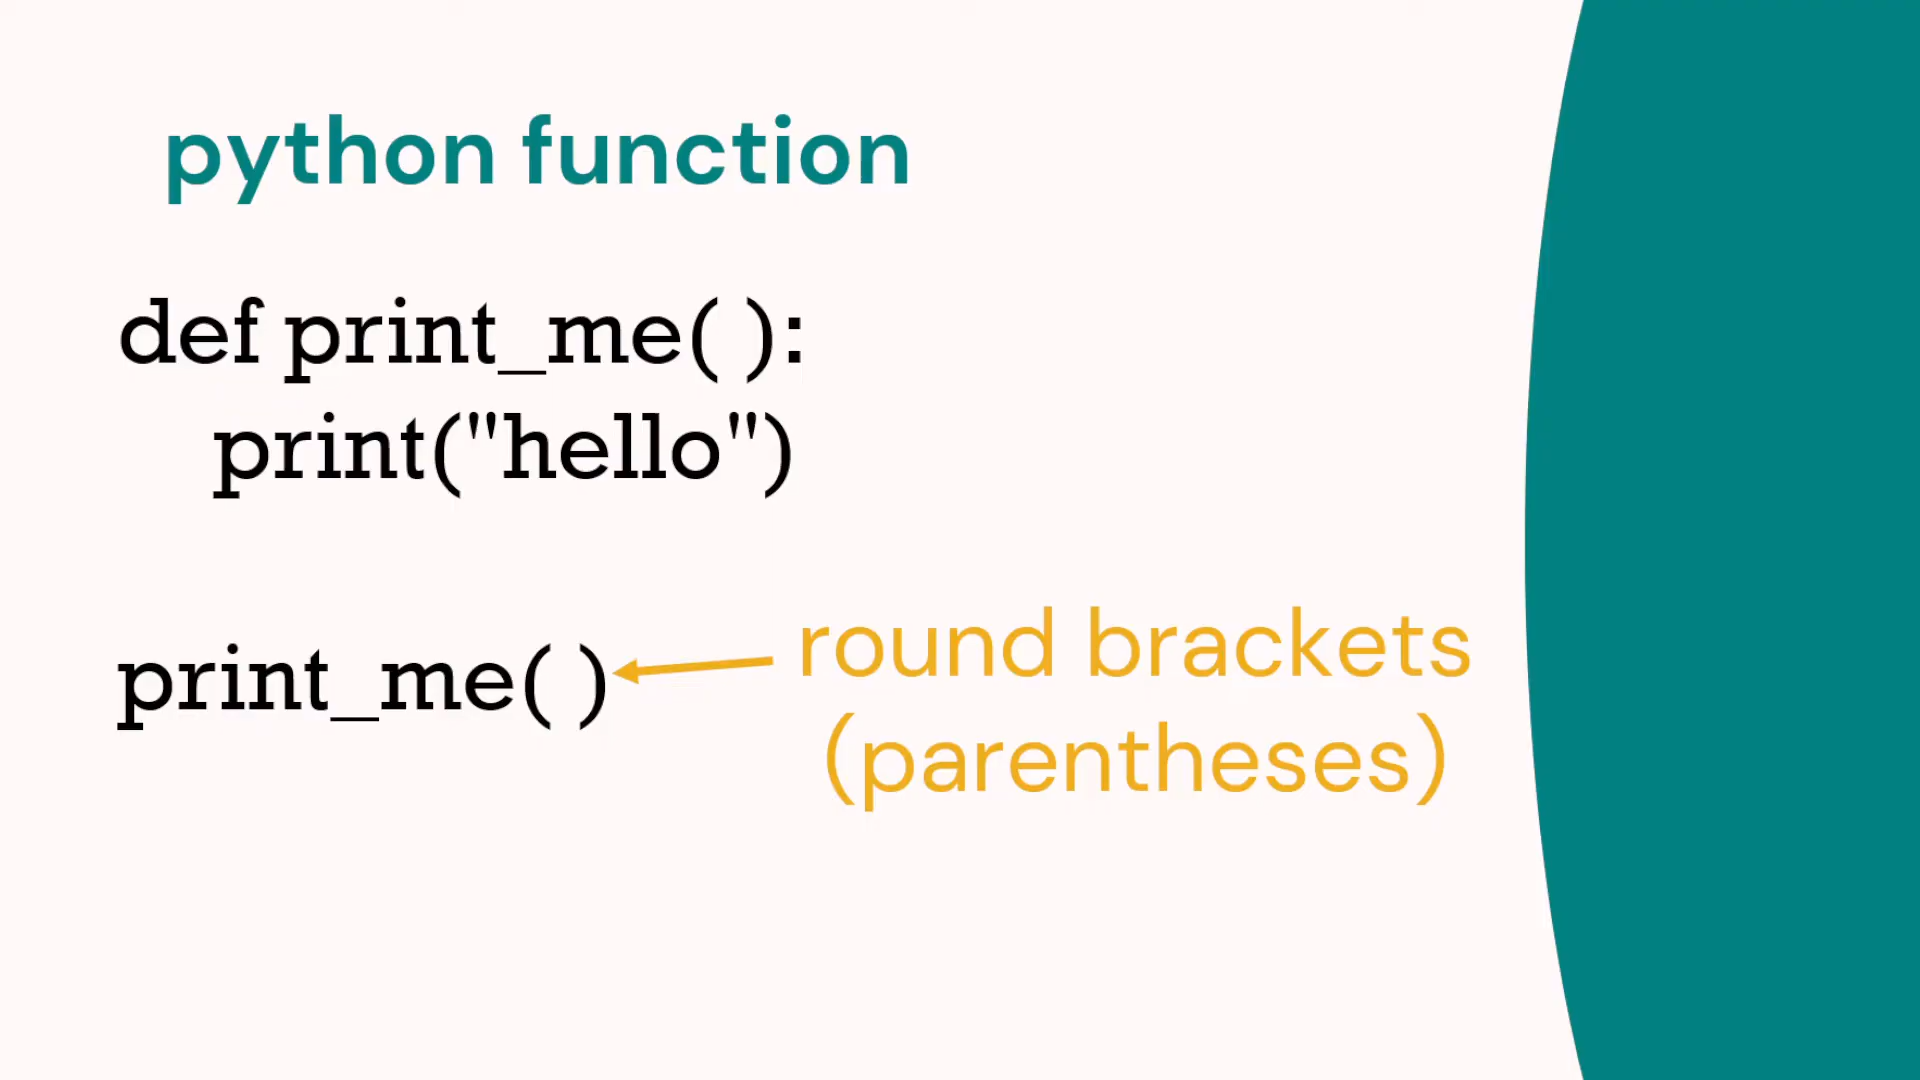 python function
def print_me( ):
print("hello")
print_me( )
round brackets
(parentheses)